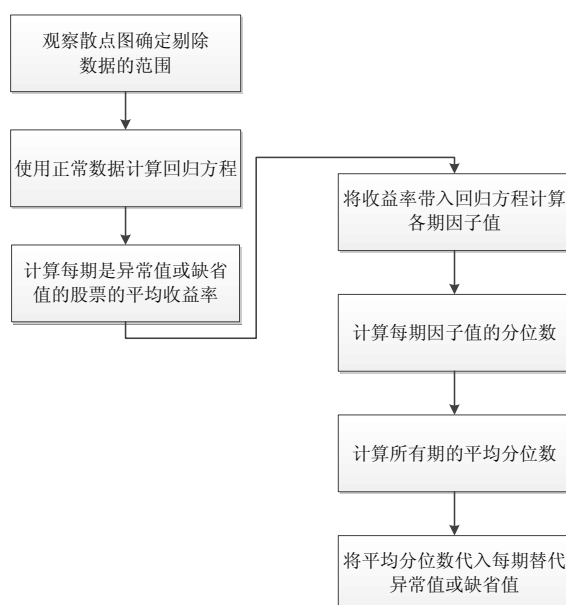 观察散点图确定剔除
数据的范围
使用正常数据计算回归方程
计算每期是异常值或缺省
值的股票的平均收益率
将收益率带入回归方程计算
各期因子值
计算每期因子值的分位数
计算所有期的平均分位数
将平均分位数代入每期替代
异常值或缺省值